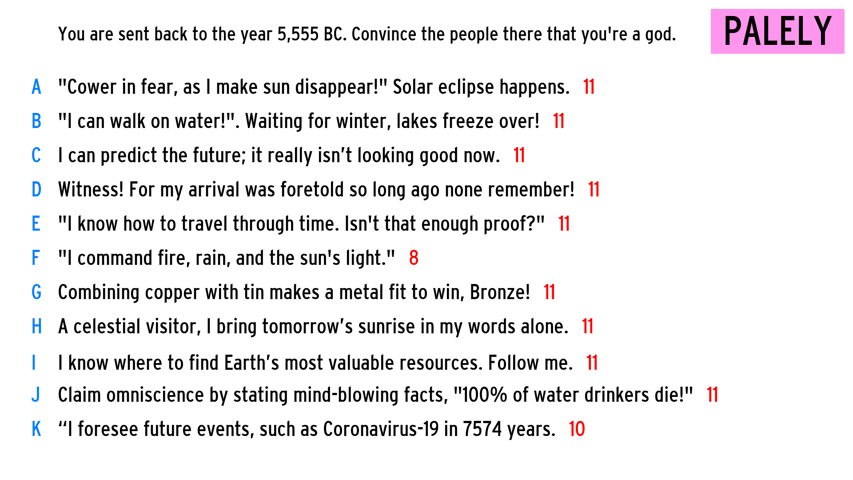 You are sent back to the year 5,555 BC. Convince the people there that you're a god.
PALELY
A "Cower in fear, as I make sun disappear!" Solar eclipse happens. 11
B "I can walk on water!". Waiting for winter, lakes freeze over! 11
C I can predict the future; it really isn’t looking good now. 11
D Witness! For my arrival was foretold so long ago none remember! 11
E "I know how to travel through time. Isn't that enough proof?" 11
F "I command fire, rain, and the sun's light." 8
G Combining copper with tin makes a metal fit to win, Bronze! 11
H A celestial visitor, I bring tomorrow’s sunrise in my words alone. 11
I I know where to find Earth’s most valuable resources. Follow me. 11
J Claim omniscience by stating mind-blowing facts, "100% of water drinkers die!" 11
K “I foresee future events, such as Coronavirus-19 in 7574 years. 10